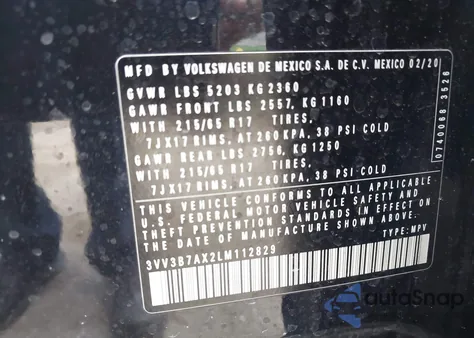 MFD BY VOLKSWAGEN DE MEXICO S.A. DE C.V. MEXICO 02/20
GVWR LBS 5203 KG 2360
GAWR FRONT LBS 2557, KG 1160
WITH 215/65 R17 TIRES,
7JX17 RIMS, AT 260 KPA, 38 PSI COLD
GAWR REAR LBS 2756, KG 1250
WITH 215/65 R17 TIRES,
7JX17 RIMS, AT 260 KPA, 38 PSI COLD
THIS VEHICLE CONFORMS TO ALL APPLICABLE
U.S. FEDERAL MOTOR VEHICLE SAFETY AND
THEFT PREVENTION STANDARDS IN EFFECT ON
THE DATE OF MANUFACTURE SHOWN ABOVE.
3VV3B7AX2LM112829 TYPE: MPV
0740068 3526
autoSnap